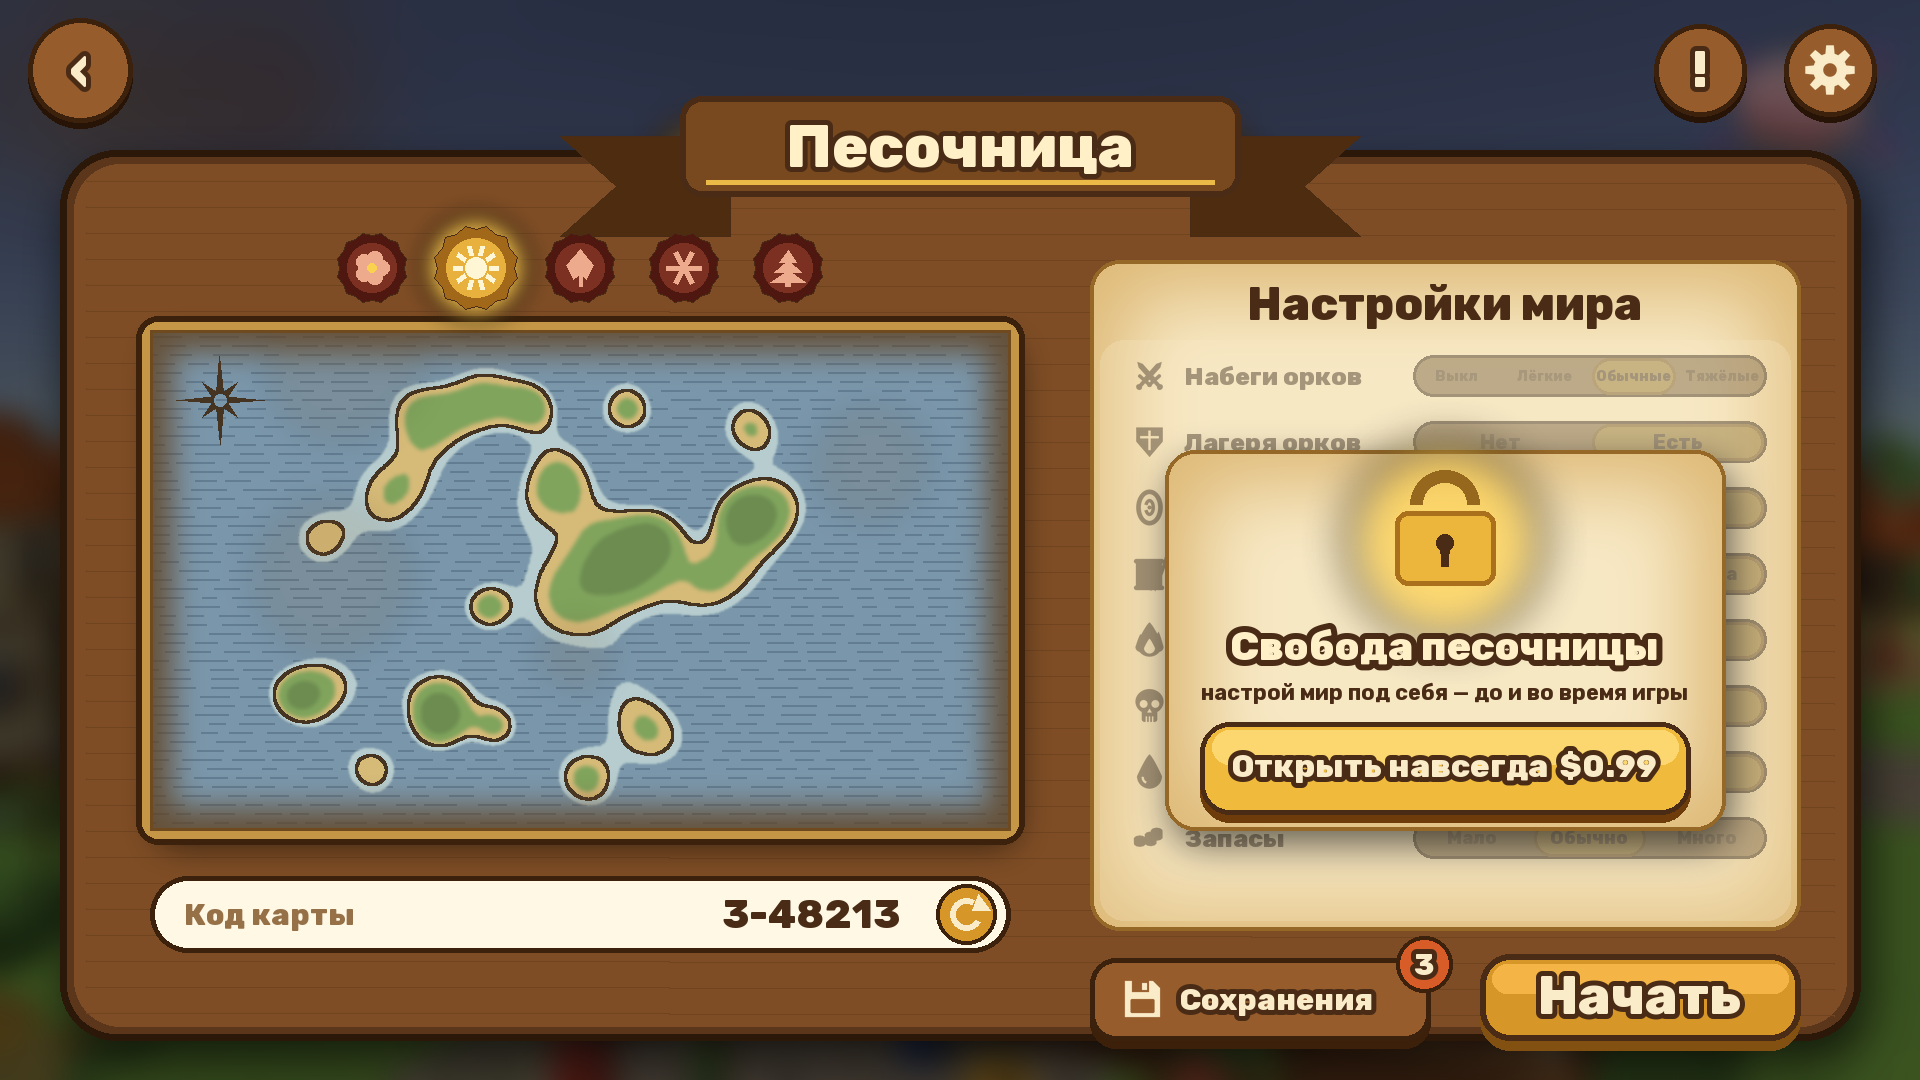 Песочница
Настройки мира
Набеги орков Выкл Лёгкие Обычные Тяжёлые
Лагеря орков Нет Есть
а
Свобода песочницы
настрой мир под себя – до и во время игры
Открыть навсегда $0.99
Запасы Мало Обычно Много
Код карты 3-48213
Сохранения 3
Начать